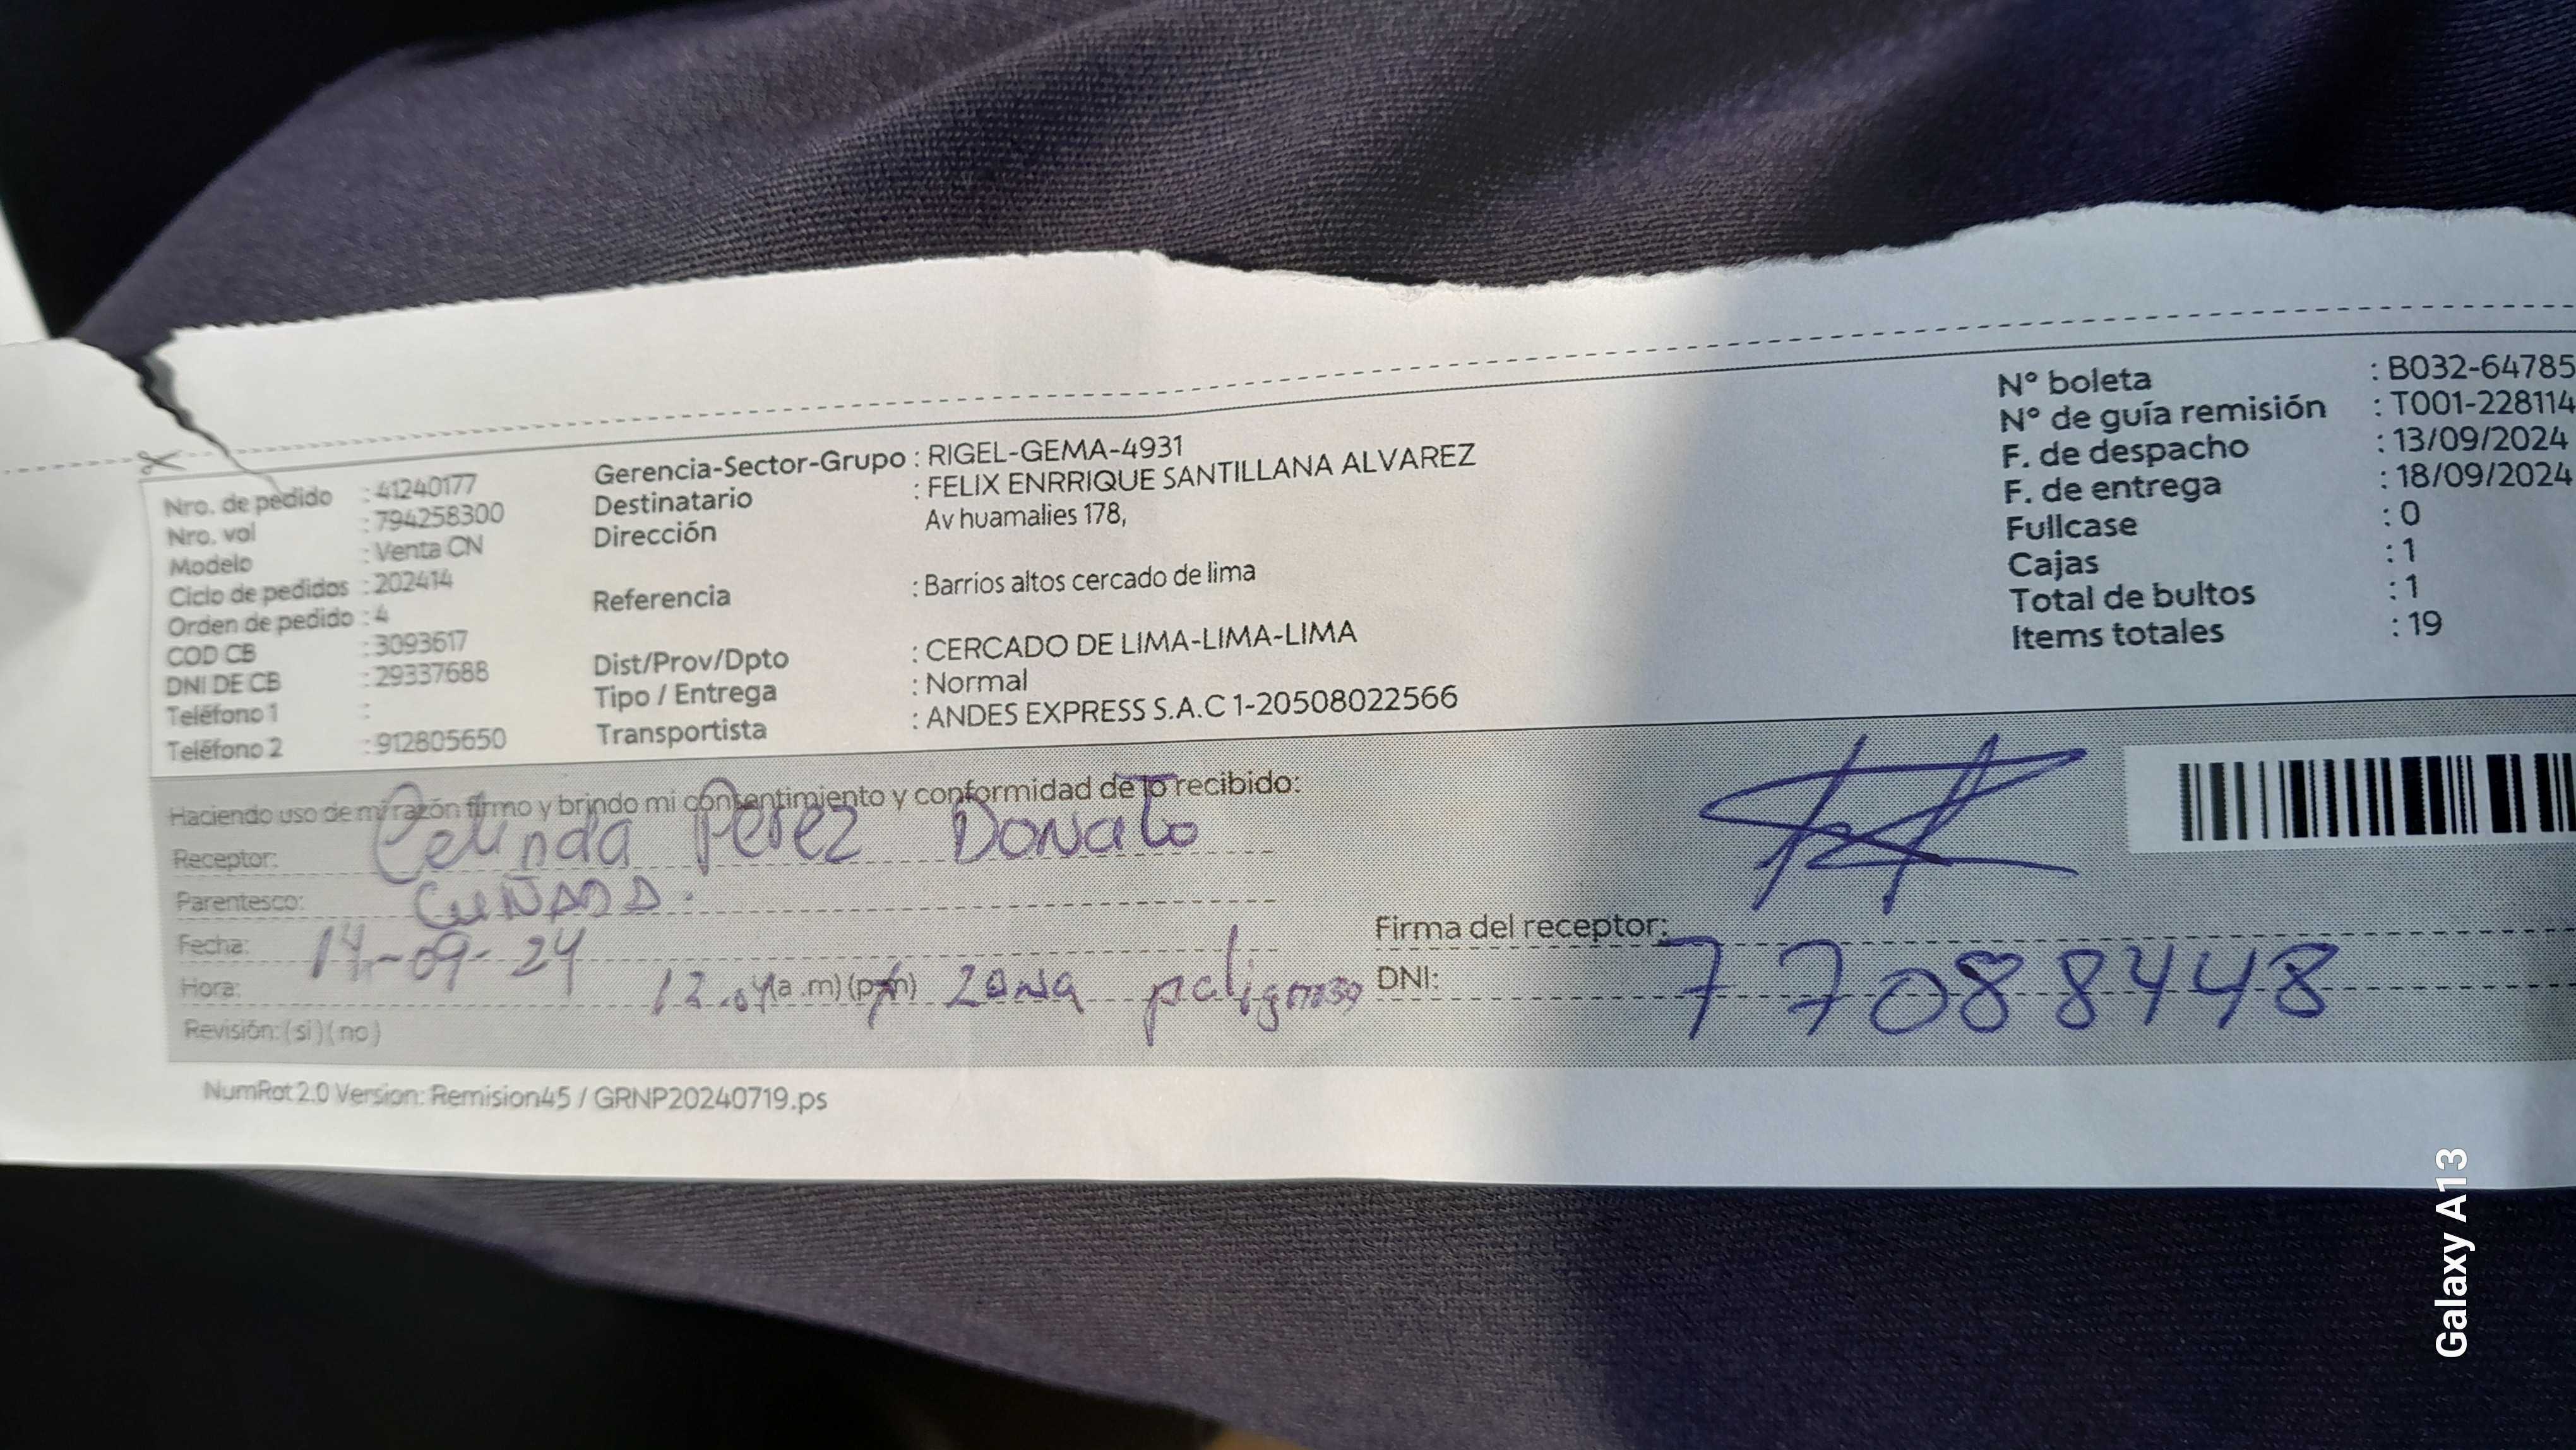 Nro. de pedido : 41240177
Nro. vol : 794258300
Modelo : Venta CN
Ciclo de pedidos : 202414
Orden de pedido : 4
COD CB : 3093617
DNI DE CB : 29337688
Teléfono 1 :
Teléfono 2 : 912805650
Gerencia-Sector-Grupo : RIGEL-GEMA-4931
Destinatario : FELIX ENRRIQUE SANTILLANA ALVAREZ
Dirección Av huamalies 178,
Referencia : Barrios altos cercado de lima
Dist/Prov/Dpto : CERCADO DE LIMA-LIMA-LIMA
Tipo / Entrega : Normal
Transportista : ANDES EXPRESS S.A.C 1-20508022566
N° boleta : B032-64785
N° de guía remisión : T001-228114
F. de despacho : 13/09/2024
F. de entrega : 18/09/2024
Fullcase : 0
Cajas : 1
Total de bultos : 1
Items totales : 19
Haciendo uso de mi razón firmo y brindo mi consentimiento y conformidad de lo recibido:
Receptor: Celinda Perez Donato
Parentesco: CUÑADA.
Fecha: 14-09-24
Hora: 12.04 (a .m) (p.m) zona peligrosa
Revisión: (si) (no)
Firma del receptor:
DNI: 77088448
NumRot 2.0 Version: Remision45 / GRNP20240719.ps
Galaxy A13